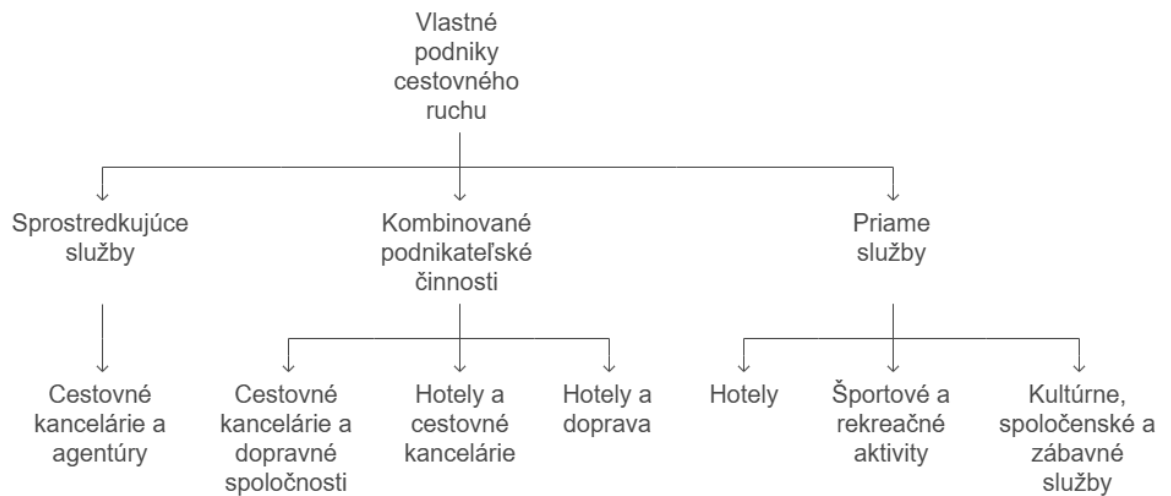 Vlastné
podniky
cestovného
ruchu
Sprostredkujúce
služby
Kombinované
podnikateľské
činnosti
Priame
služby
Cestovné
kancelárie a
agentúry
Cestovné
kancelárie a
dopravné
spoločnosti
Hotely a
cestovné
kancelárie
Hotely a
doprava
Hotely
Športové a
rekreačné
aktivity
Kultúrne,
spoločenské a
zábavné
služby